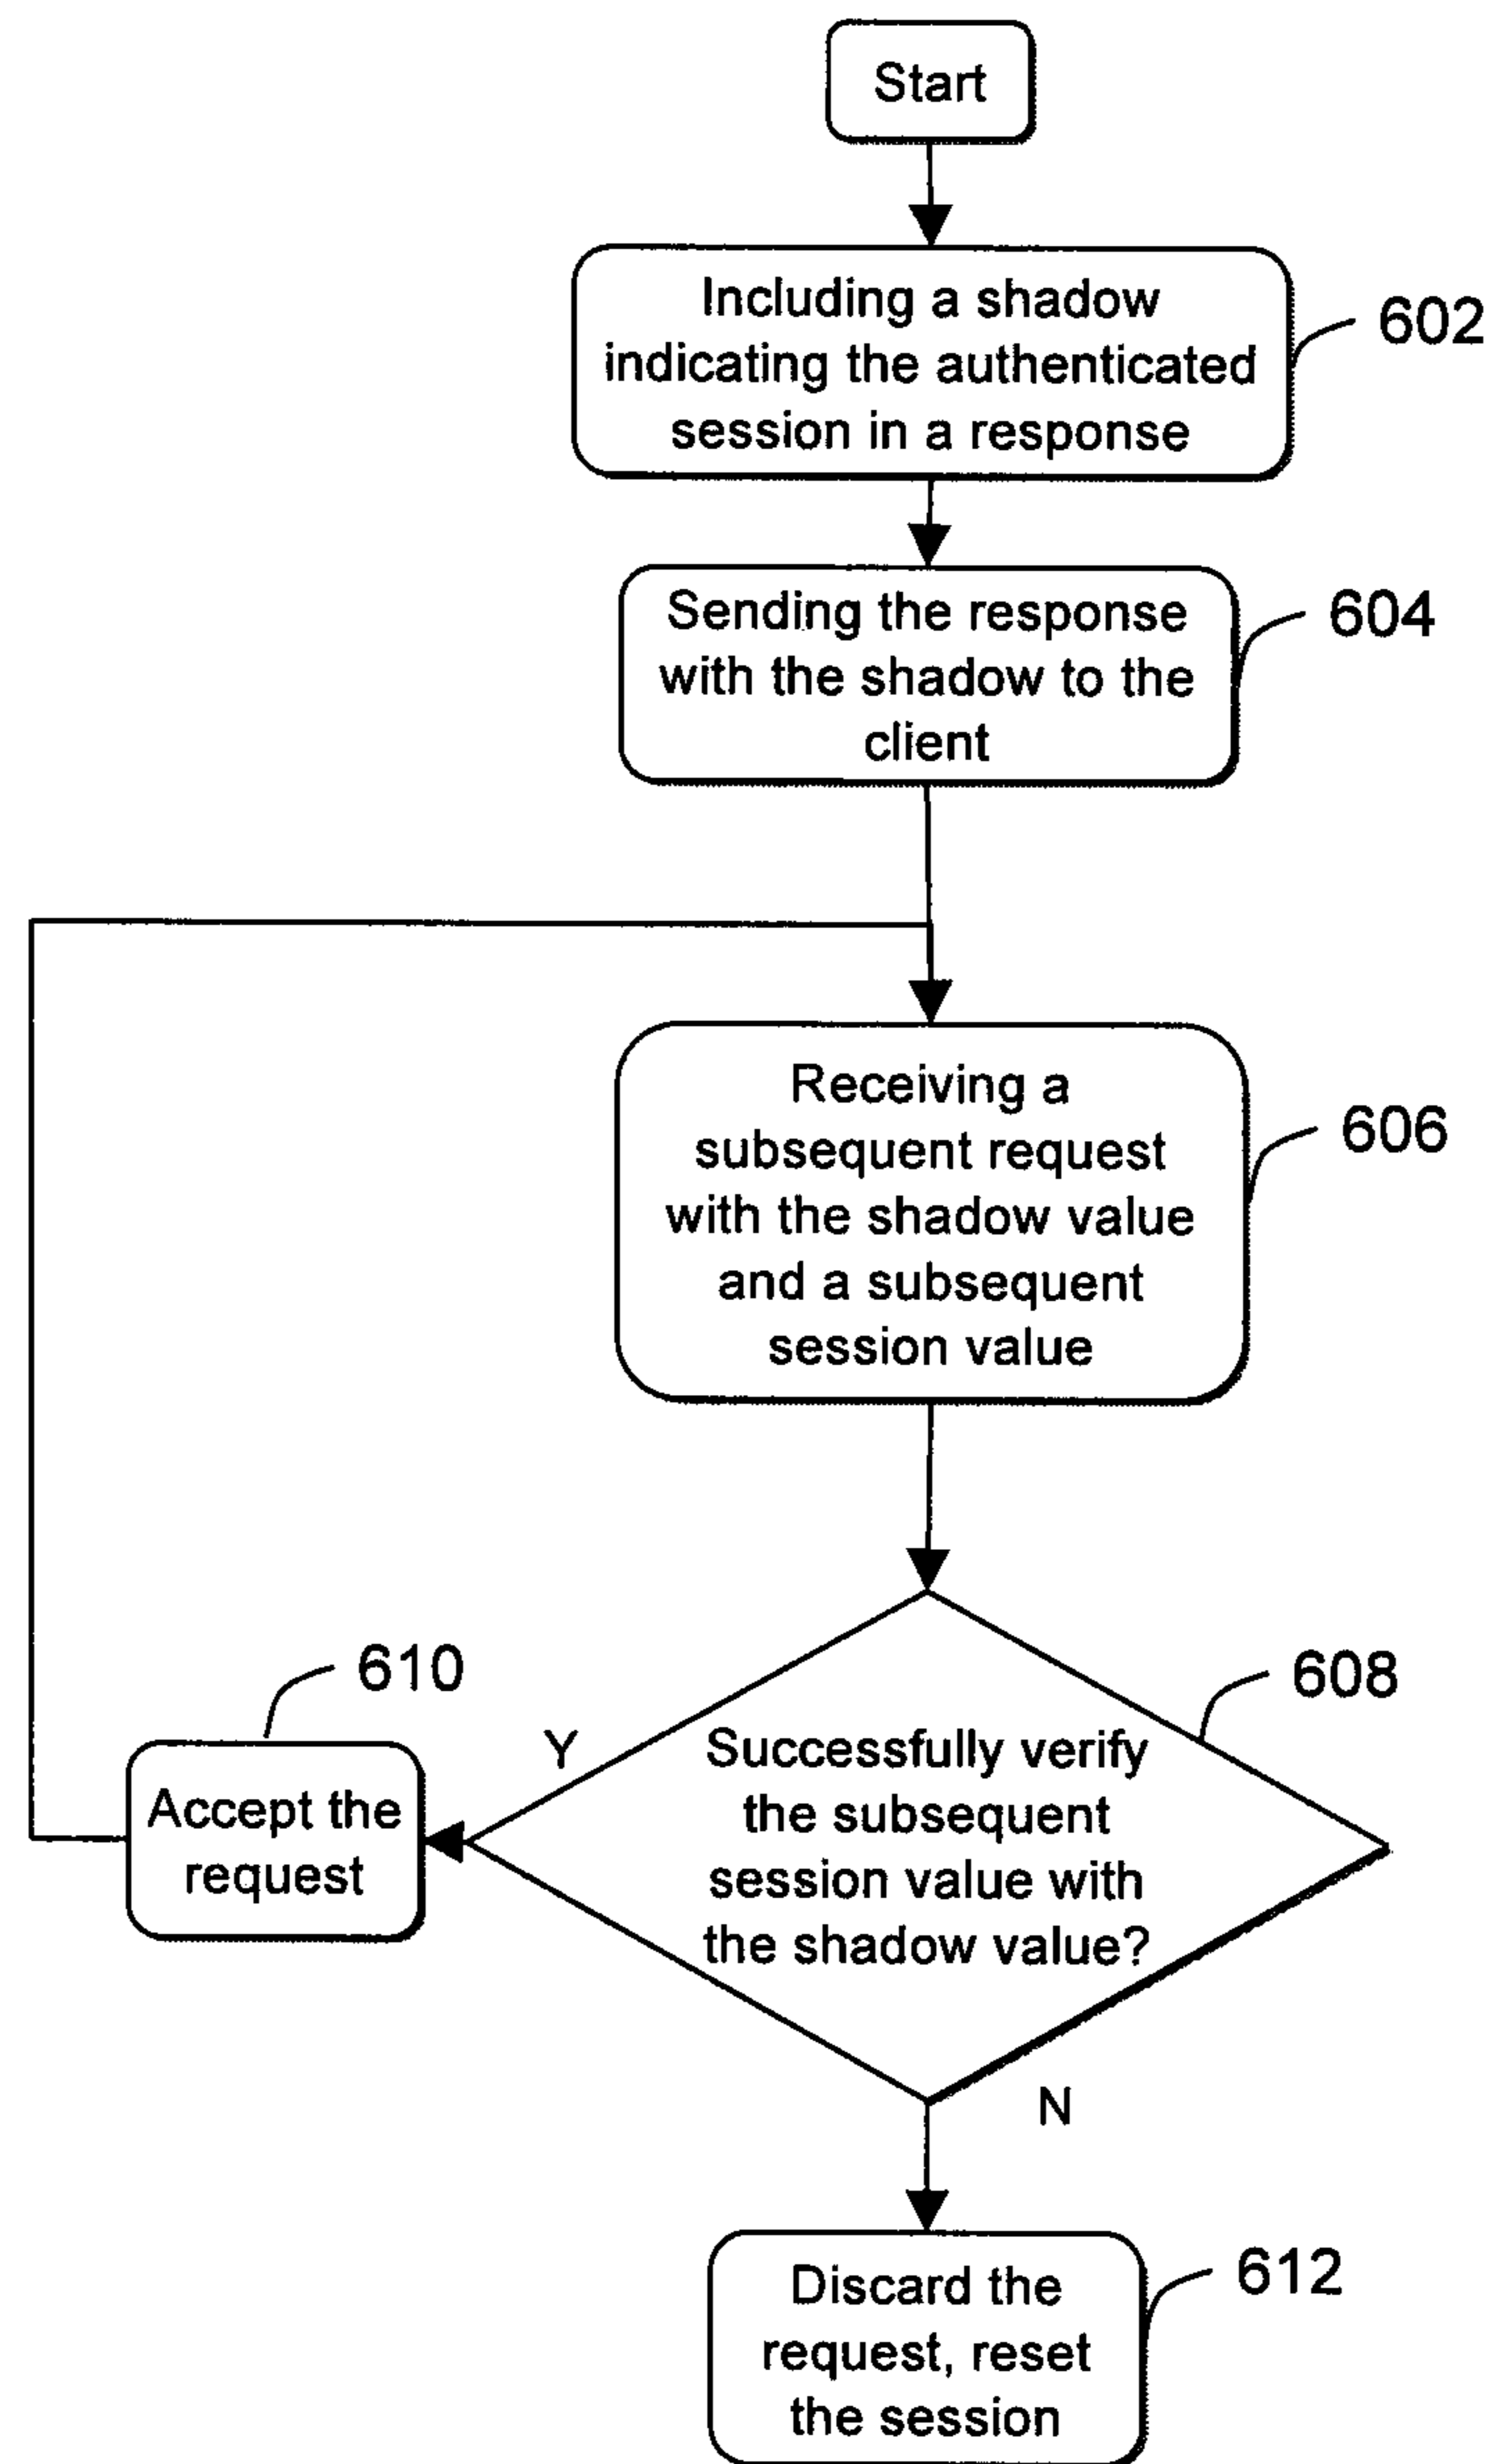 Start
Including a shadow
indicating the authenticated
session in a response
602
Sending the response
with the shadow to the
client
604
Receiving a
subsequent request
with the shadow value
and a subsequent
session value
606
610
608
Y
Accept the
request
Successfully verify
the subsequent
session value with
the shadow value?
N
Discard the
request, reset
the session
612